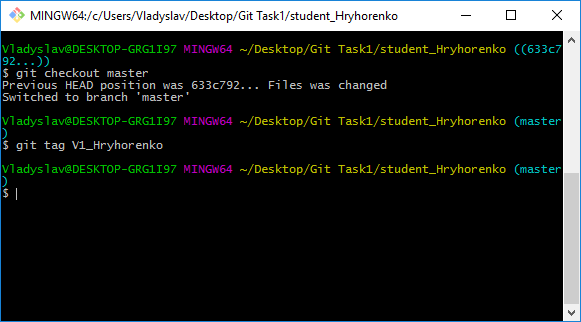 MINGW64:/c/Users/Vladyslav/Desktop/Git Task1/student_Hryhorenko
Vladyslav@DESKTOP-GRG1I97 MINGW64 ~/Desktop/Git Task1/student_Hryhorenko ((633c7
92...))
$ git checkout master
Previous HEAD position was 633c792... Files was changed
Switched to branch 'master'
Vladyslav@DESKTOP-GRG1I97 MINGW64 ~/Desktop/Git Task1/student_Hryhorenko (master
)
$ git tag V1_Hryhorenko
Vladyslav@DESKTOP-GRG1I97 MINGW64 ~/Desktop/Git Task1/student_Hryhorenko (master
)
$